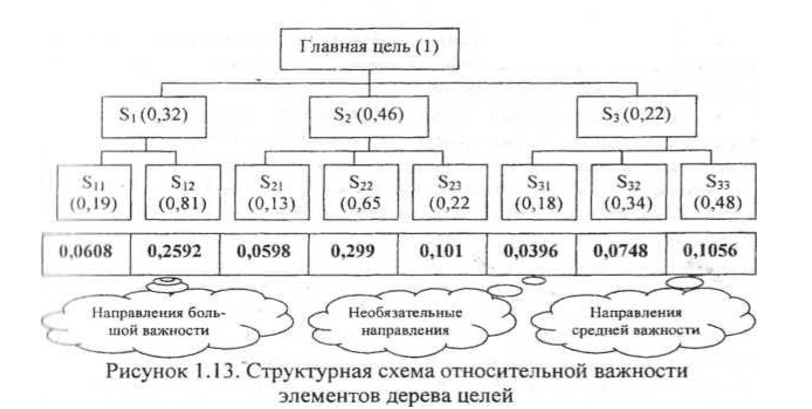 Главная цель (1)
S1 (0,32) S2 (0,46) S3 (0,22)
S11 S12 S21 S22 S23 S31 S32 S33
(0,19) (0,81) (0,13) (0,65 (0,22 (0,18) (0,34) (0,48)
0,0608 0,2592 0,0598 0,299 0,101 0,0396 0,0748 0,1056
Направления боль-
шой важности
Необязательные
направления
Направления
средней важности
Рисунок 1.13. Структурная схема относительной важности
элементов дерева целей